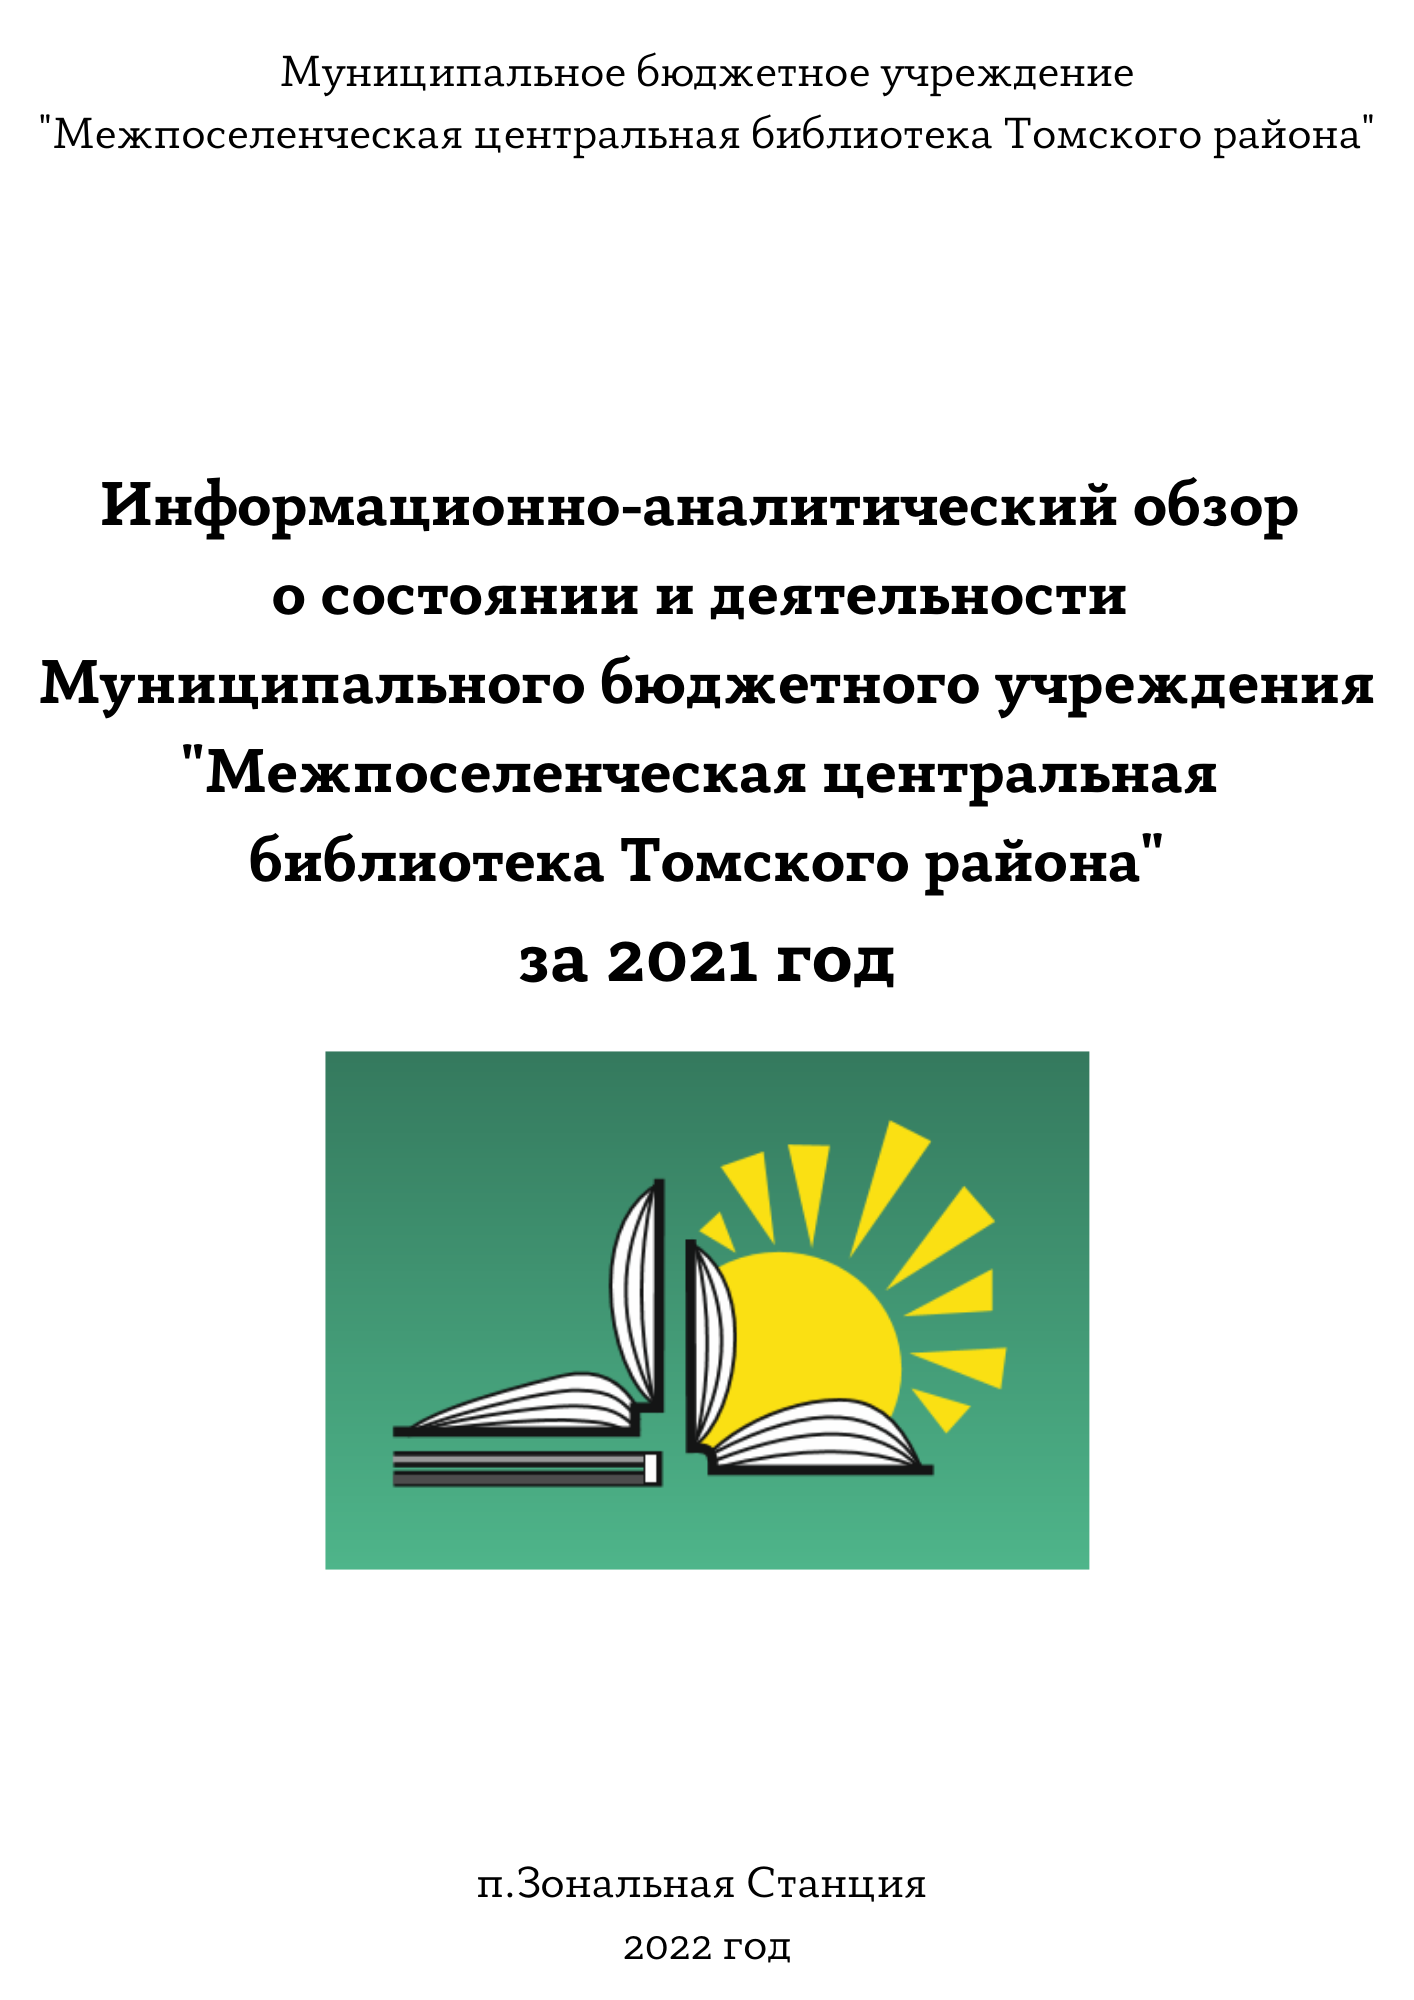 Муниципальное бюджетное учреждение
"Межпоселенческая центральная библиотека Томского района"
Информационно-аналитический обзор
о состоянии и деятельности
Муниципального бюджетного учреждения
"Межпоселенческая центральная
библиотека Томского района"
за 2021 год
п.Зональная Станция
2022 год